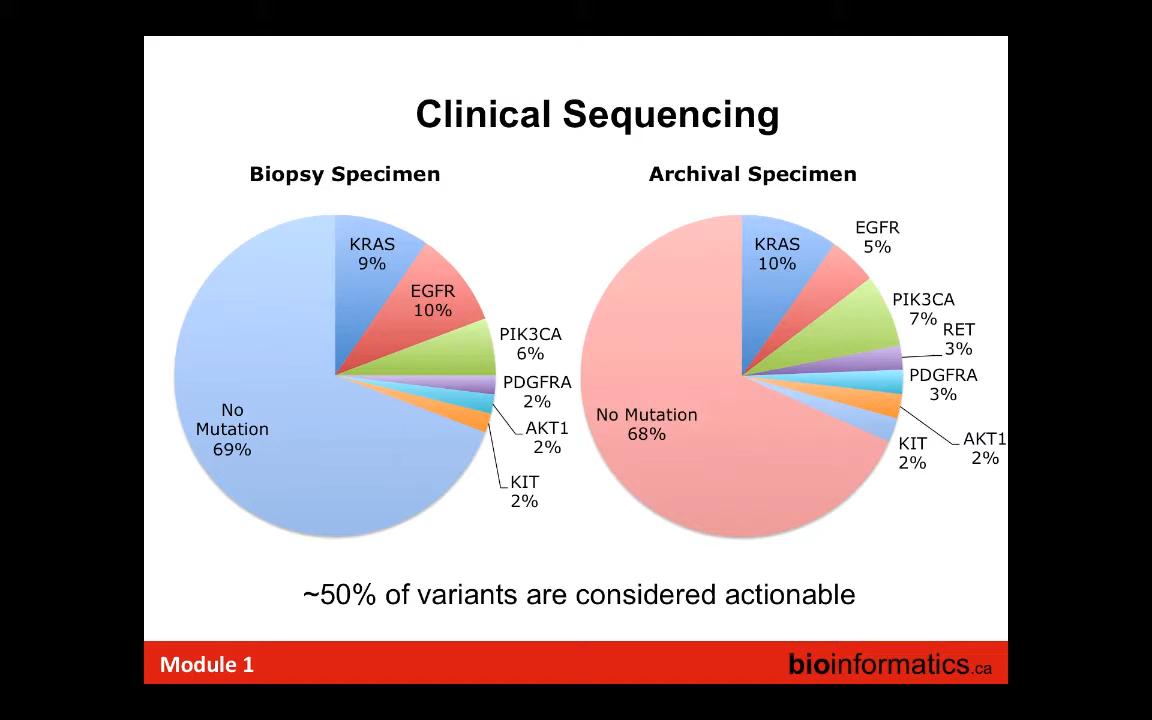 Clinical Sequencing
Biopsy Specimen
KRAS
9%
EGFR
10%
PIK3CA
6%
PDGFRA
2%
AKT1
2%
KIT
2%
No
Mutation
69%
Archival Specimen
KRAS
10%
EGFR
5%
PIK3CA
7%
RET
3%
PDGFRA
3%
AKT1
2%
KIT
2%
No Mutation
68%
~50% of variants are considered actionable
Module 1
bioinformatics.ca